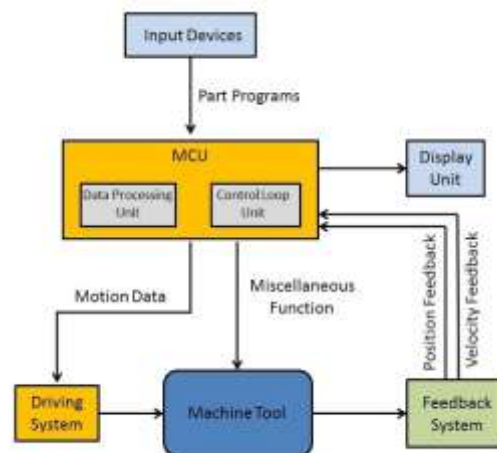 Input Devices
Part Programs
MCU
Data Processing
Unit
Control Loop
Unit
Display
Unit
Motion Data
Miscellaneous
Function
Position Feedback
Velocity Feedback
Driving
System
Machine Tool
Feedback
System